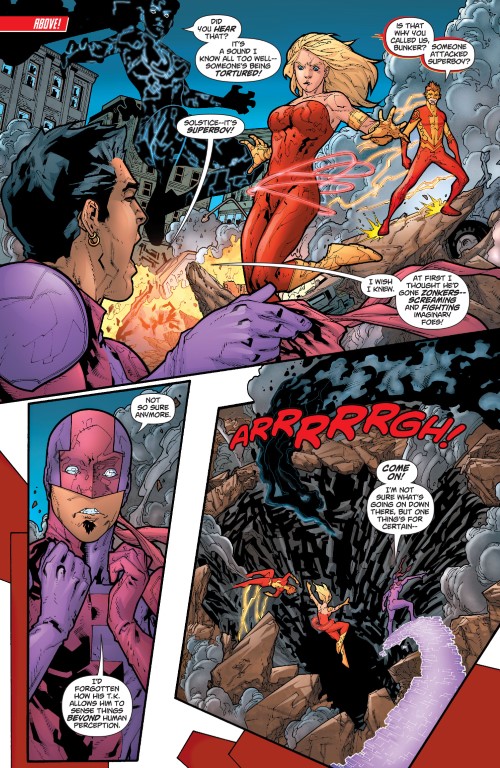 ABOVE!
DID
YOU HEAR
THAT?
IT'S
A SOUND I
KNOW ALL TOO WELL--
SOMEONE'S BEING
TORTURED!
SOLSTICE--IT'S
SUPERBOY!
IS THAT
WHY YOU
CALLED US,
BUNKER?
SOMEONE
ATTACKED
SUPERBOY?
I WISH
I KNEW.
AT FIRST I
THOUGHT HE'D
GONE ZONKERS--
SCREAMING
AND FIGHTING
IMAGINARY
FOES!
NOT
SO SURE
ANYMORE.
I'D
FORGOTTEN
HOW HIS T.K.
ALLOWS HIM TO
SENSE THINGS
BEYOND HUMAN
PERCEPTION.
ARRRRRRGH!
COME
ON!
I'M NOT
SURE WHAT'S
GOING ON DOWN
THERE, BUT ONE
THING'S FOR
CERTAIN--